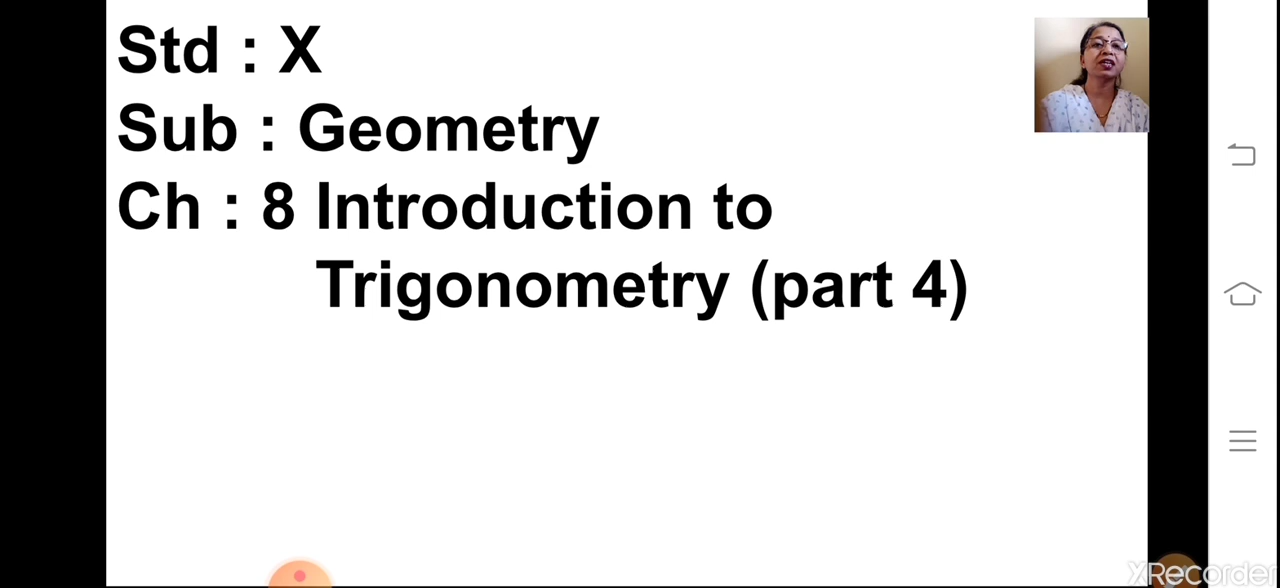 Std : X
Sub : Geometry
Ch : 8 Introduction to
Trigonometry (part 4)
XRecorder